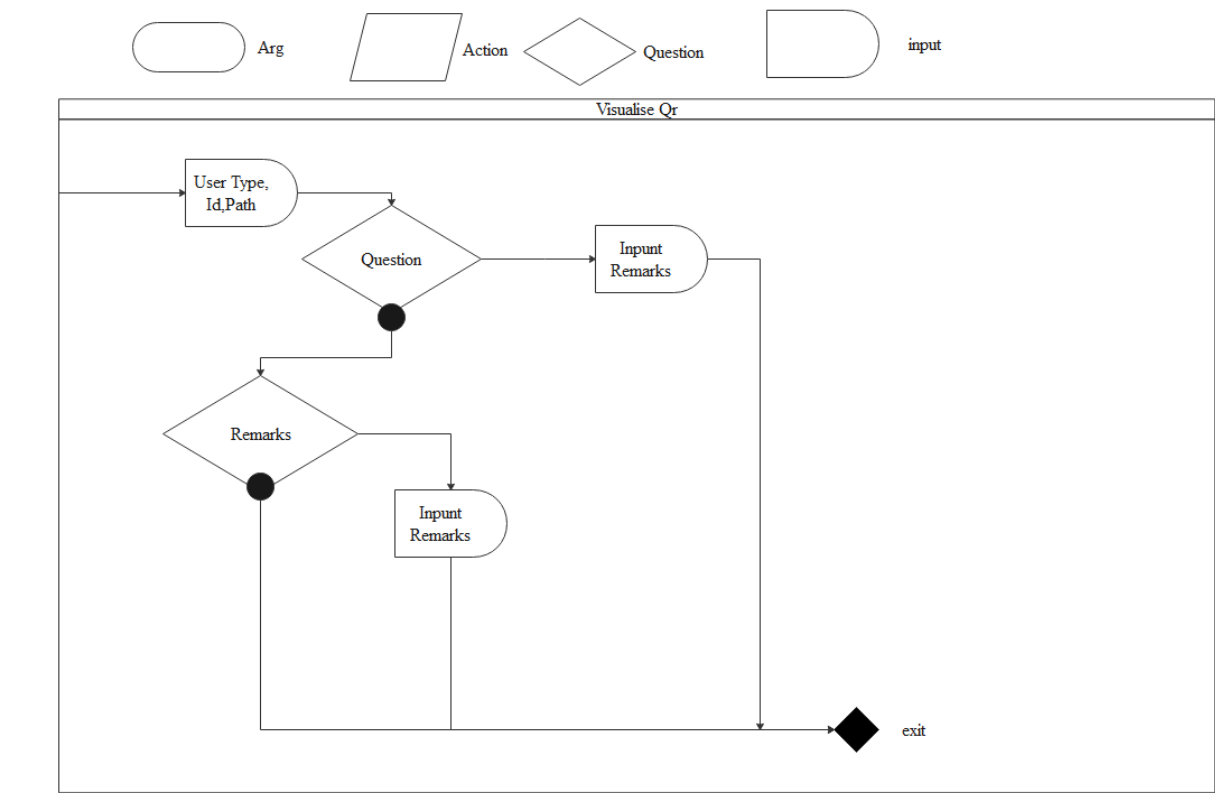 Arg
Action
Question
input
Visualise Qr
User Type,
Id,Path
Question
Inpunt
Remarks
Remarks
Inpunt
Remarks
exit